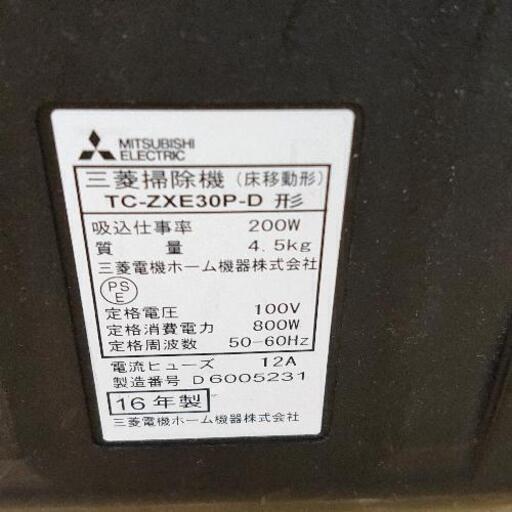 MITSUBISHI
ELECTRIC
三菱掃除機（床移動形）
TC-ZXE30P-D 形
吸込仕事率 200W
質量 4.5kg
三菱電機ホーム機器株式会社
PS
E
定格電圧 100V
定格消費電力 800W
定格周波数 50-60Hz
電流ヒューズ 12A
製造番号 D6005231
16年製
三菱電機ホーム機器株式会社